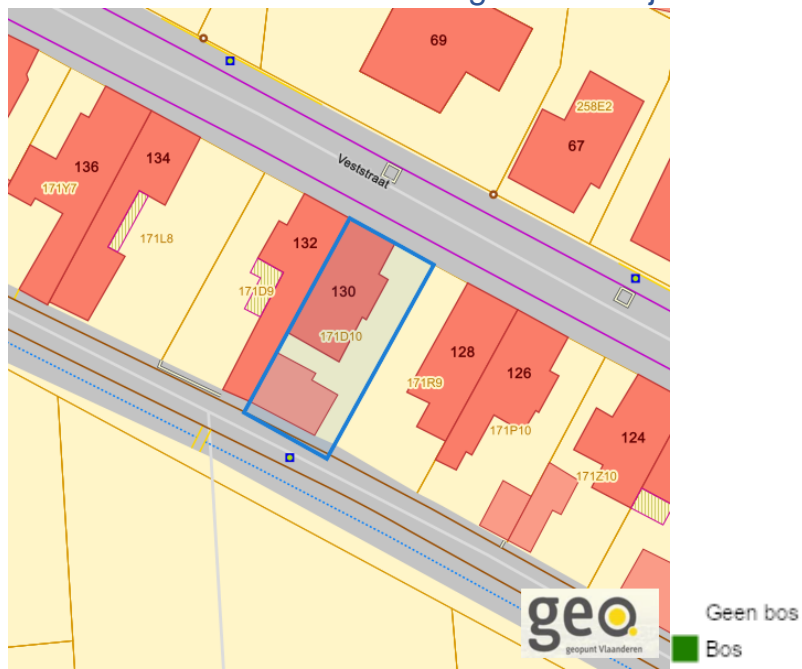 69
258E2
67
136
134
Veststraat
171Y7
171L8
132
171D9
130
171D10
128
126
171R9
171P10
124
171Z10
geo.
geopunt Vlaanderen
Geen bos
Bos